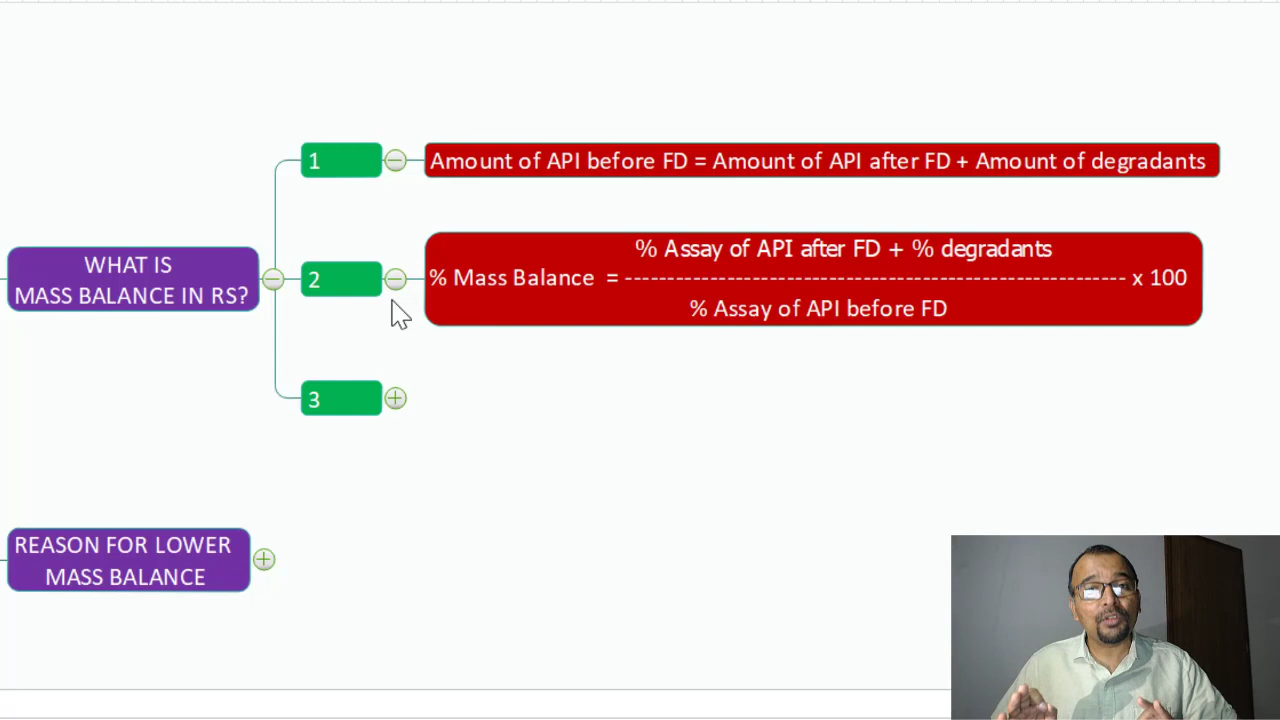 1
Amount of API before FD = Amount of API after FD + Amount of degradants
WHAT IS
MASS BALANCE IN RS?
2
% Assay of API after FD + % degradants
% Mass Balance = ----------------------------------------------------------- x 100
% Assay of API before FD
3
REASON FOR LOWER
MASS BALANCE